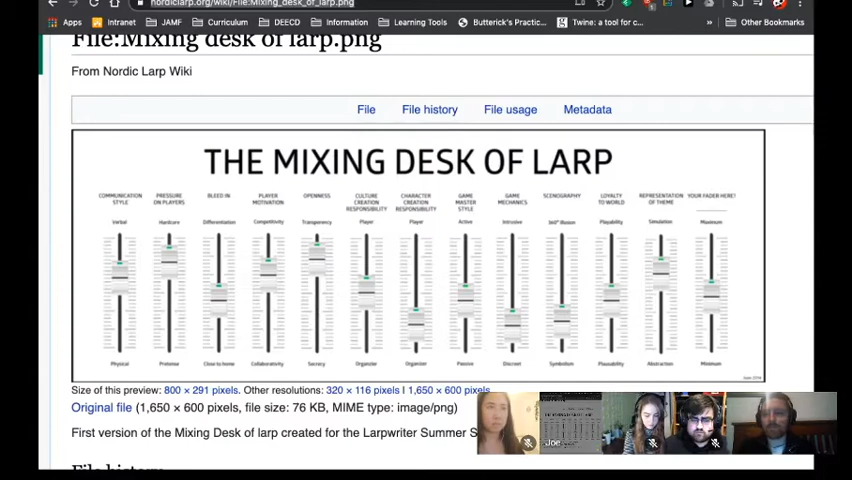 nordiclarp.org/wiki/File:Mixing_desk_of_larp.png
Apps Intranet JAMF Curriculum DEECD Information Learning Tools Butterick's Practic... Twine: a tool for c... » Other Bookmarks
File:Mixing desk of larp.png
From Nordic Larp Wiki
File File history File usage Metadata
THE MIXING DESK OF LARP
COMMUNICATION STYLE PRESSURE ON PLAYERS BLEED IN PLAYER MOTIVATION OPENNESS CULTURE CREATION RESPONSIBILITY CHARACTER CREATION RESPONSIBILITY GAME MASTER STYLE GAME MECHANICS SCENOGRAPHY LOYALTY TO WORLD REPRESENTATION OF THEME YOUR FADER HERE!
Verbal Hardcore Differentiation Competitivity Transparency Player Player Active Intrusive 360° illusion Playability Simulation Maximum
Physical Pretense Close to home Collaborativity Secrecy Organizer Organizer Passive Discreet Symbolism Plausability Abstraction Minimum
Size of this preview: 800 × 291 pixels. Other resolutions: 320 × 116 pixels | 1,650 × 600 pixels.
Original file (1,650 × 600 pixels, file size: 76 KB, MIME type: image/png)
First version of the Mixing Desk of larp created for the Larpwriter Summer S
Joe
File history